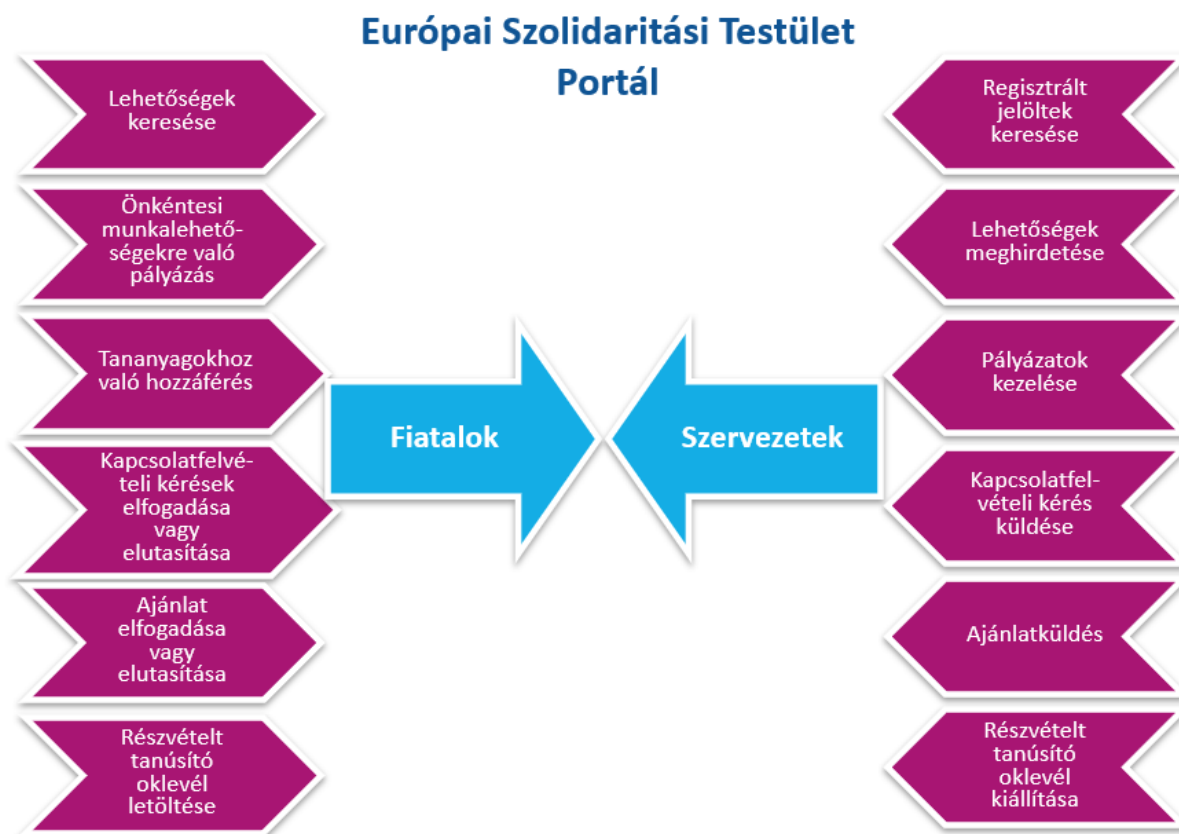 Európai Szolidaritási Testület
Portál
Lehetőségek
keresése
Önkéntesi
munkalehető-
ségekre való
pályázás
Tananyagokhoz
való hozzáférés
Kapcsolatfelvé-
teli kérések
elfogadása
vagy
elutasítása
Ajánlat
elfogadása
vagy
elutasítása
Részvételt
tanúsító
oklevél
letöltése
Fiatalok
Szervezetek
Regisztrált
jelöltek
keresése
Lehetőségek
meghirdetése
Pályázatok
kezelése
Kapcsolatfel-
vételi kérés
küldése
Ajánlatküldés
Részvételt
tanúsító
oklevél
kiállítása